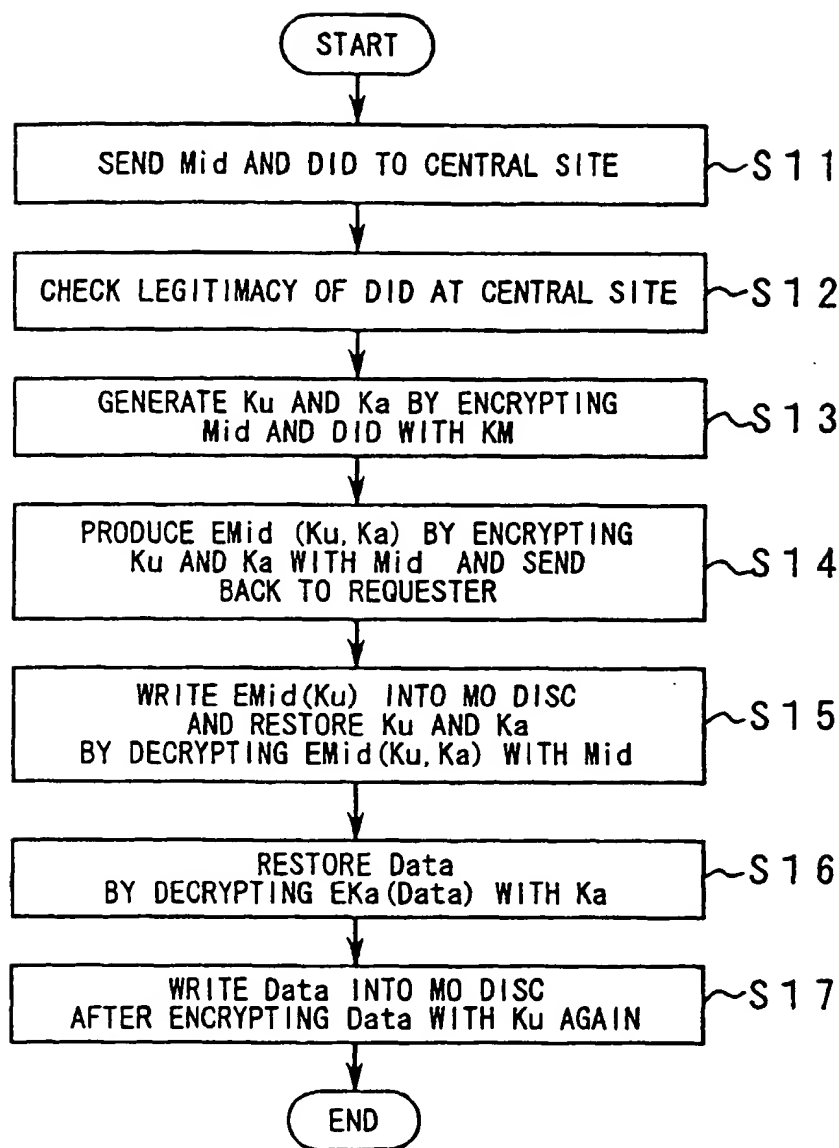 START
SEND Mid AND DID TO CENTRAL SITE
S11
CHECK LEGITIMACY OF DID AT CENTRAL SITE
S12
GENERATE Ku AND Ka BY ENCRYPTING
Mid AND DID WITH KM
S13
PRODUCE EMid (Ku,Ka) BY ENCRYPTING
Ku AND Ka WITH Mid AND SEND
BACK TO REQUESTER
S14
WRITE EMid(Ku) INTO MO DISC
AND RESTORE Ku AND Ka
BY DECRYPTING EMid(Ku,Ka) WITH Mid
S15
RESTORE Data
BY DECRYPTING EKa(Data) WITH Ka
S16
WRITE Data INTO MO DISC
AFTER ENCRYPTING Data WITH Ku AGAIN
S17
END